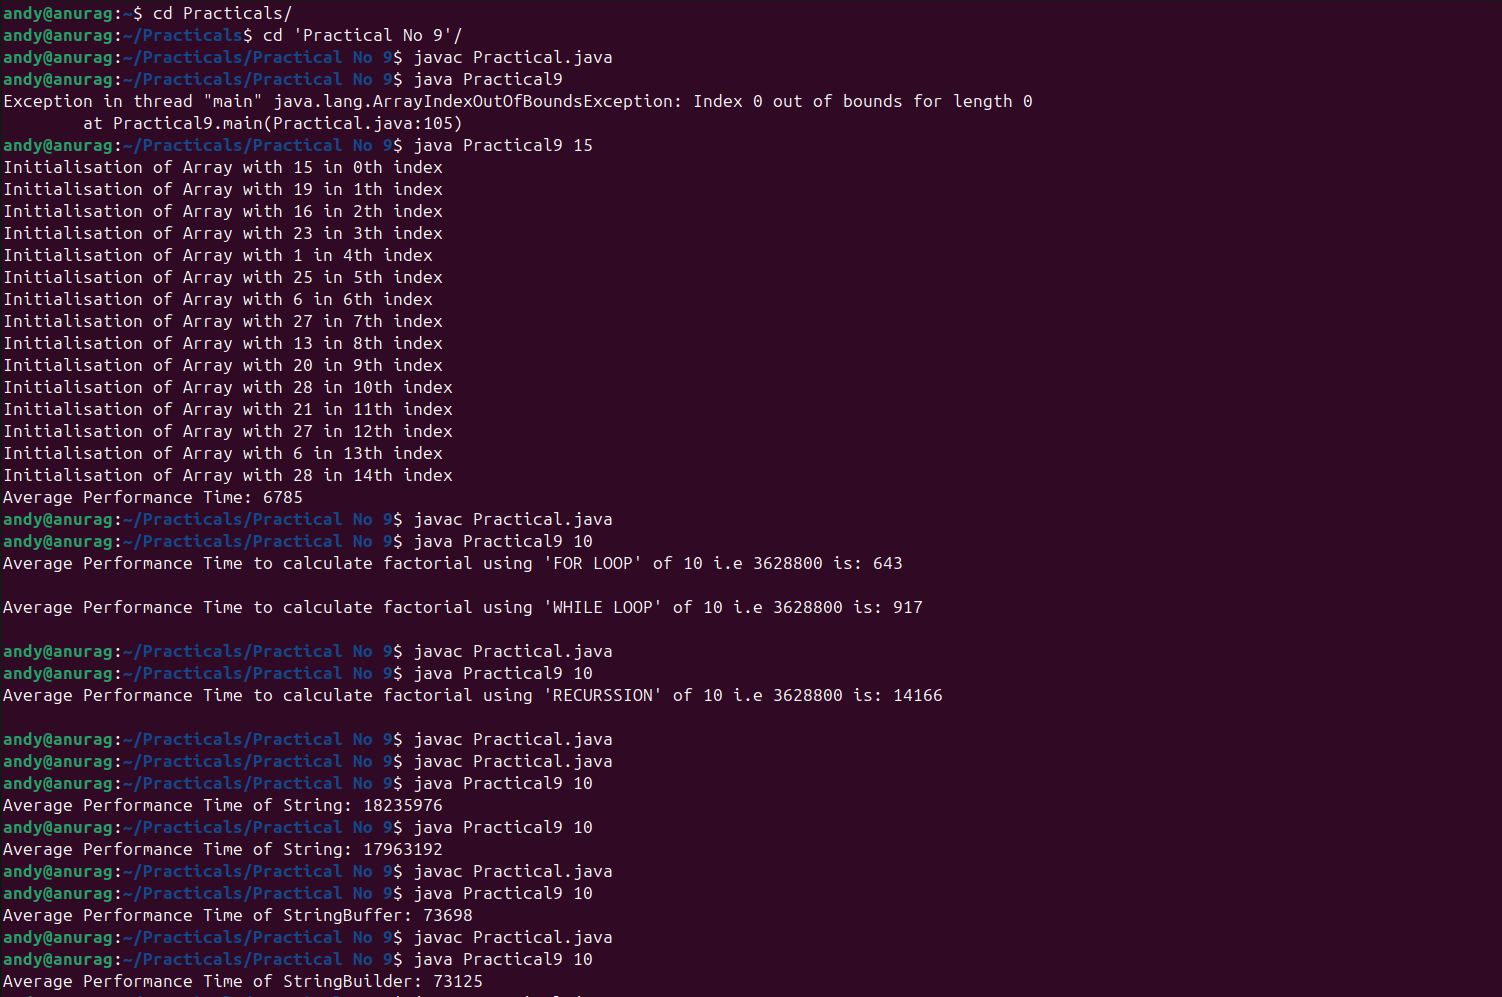 andy@anurag:~$ cd Practicals/
andy@anurag:~/Practicals$ cd 'Practical No 9'/
andy@anurag:~/Practicals/Practical No 9$ javac Practical.java
andy@anurag:~/Practicals/Practical No 9$ java Practical9
Exception in thread "main" java.lang.ArrayIndexOutOfBoundsException: Index 0 out of bounds for length 0
        at Practical9.main(Practical.java:105)
andy@anurag:~/Practicals/Practical No 9$ java Practical9 15
Initialisation of Array with 15 in 0th index
Initialisation of Array with 19 in 1th index
Initialisation of Array with 16 in 2th index
Initialisation of Array with 23 in 3th index
Initialisation of Array with 1 in 4th index
Initialisation of Array with 25 in 5th index
Initialisation of Array with 6 in 6th index
Initialisation of Array with 27 in 7th index
Initialisation of Array with 13 in 8th index
Initialisation of Array with 20 in 9th index
Initialisation of Array with 28 in 10th index
Initialisation of Array with 21 in 11th index
Initialisation of Array with 27 in 12th index
Initialisation of Array with 6 in 13th index
Initialisation of Array with 28 in 14th index
Average Performance Time: 6785
andy@anurag:~/Practicals/Practical No 9$ javac Practical.java
andy@anurag:~/Practicals/Practical No 9$ java Practical9 10
Average Performance Time to calculate factorial using 'FOR LOOP' of 10 i.e 3628800 is: 643
Average Performance Time to calculate factorial using 'WHILE LOOP' of 10 i.e 3628800 is: 917
andy@anurag:~/Practicals/Practical No 9$ javac Practical.java
andy@anurag:~/Practicals/Practical No 9$ java Practical9 10
Average Performance Time to calculate factorial using 'RECURSSION' of 10 i.e 3628800 is: 14166
andy@anurag:~/Practicals/Practical No 9$ javac Practical.java
andy@anurag:~/Practicals/Practical No 9$ javac Practical.java
andy@anurag:~/Practicals/Practical No 9$ java Practical9 10
Average Performance Time of String: 18235976
andy@anurag:~/Practicals/Practical No 9$ java Practical9 10
Average Performance Time of String: 17963192
andy@anurag:~/Practicals/Practical No 9$ javac Practical.java
andy@anurag:~/Practicals/Practical No 9$ java Practical9 10
Average Performance Time of StringBuffer: 73698
andy@anurag:~/Practicals/Practical No 9$ javac Practical.java
andy@anurag:~/Practicals/Practical No 9$ java Practical9 10
Average Performance Time of StringBuilder: 73125